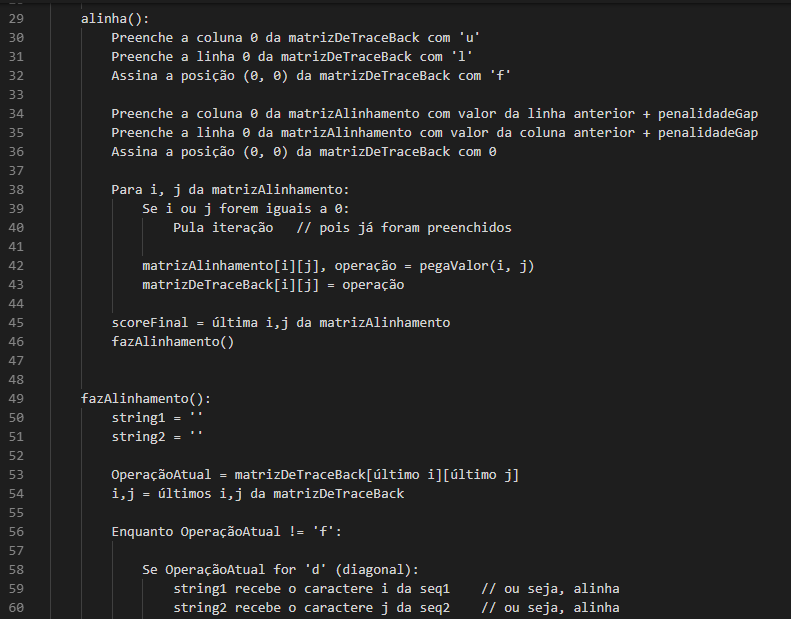 29 alinha():
30 Preenche a coluna 0 da matrizDeTraceBack com 'u'
31 Preenche a linha 0 da matrizDeTraceBack com 'l'
32 Assina a posição (0, 0) da matrizDeTraceBack com 'f'
33
34 Preenche a coluna 0 da matrizAlinhamento com valor da linha anterior + penalidadeGap
35 Preenche a linha 0 da matrizAlinhamento com valor da coluna anterior + penalidadeGap
36 Assina a posição (0, 0) da matrizDeTraceBack com 0
37
38 Para i, j da matrizAlinhamento:
39 Se i ou j forem iguais a 0:
40 Pula iteração // pois já foram preenchidos
41
42 matrizAlinhamento[i][j], operação = pegaValor(i, j)
43 matrizDeTraceBack[i][j] = operação
44
45 scoreFinal = última i,j da matrizAlinhamento
46 fazAlinhamento()
47
48
49 fazAlinhamento():
50 string1 = ''
51 string2 = ''
52
53 OperaçãoAtual = matrizDeTraceBack[último i][último j]
54 i,j = últimos i,j da matrizDeTraceBack
55
56 Enquanto OperaçãoAtual != 'f':
57
58 Se OperaçãoAtual for 'd' (diagonal):
59 string1 recebe o caractere i da seq1 // ou seja, alinha
60 string2 recebe o caractere j da seq2 // ou seja, alinha